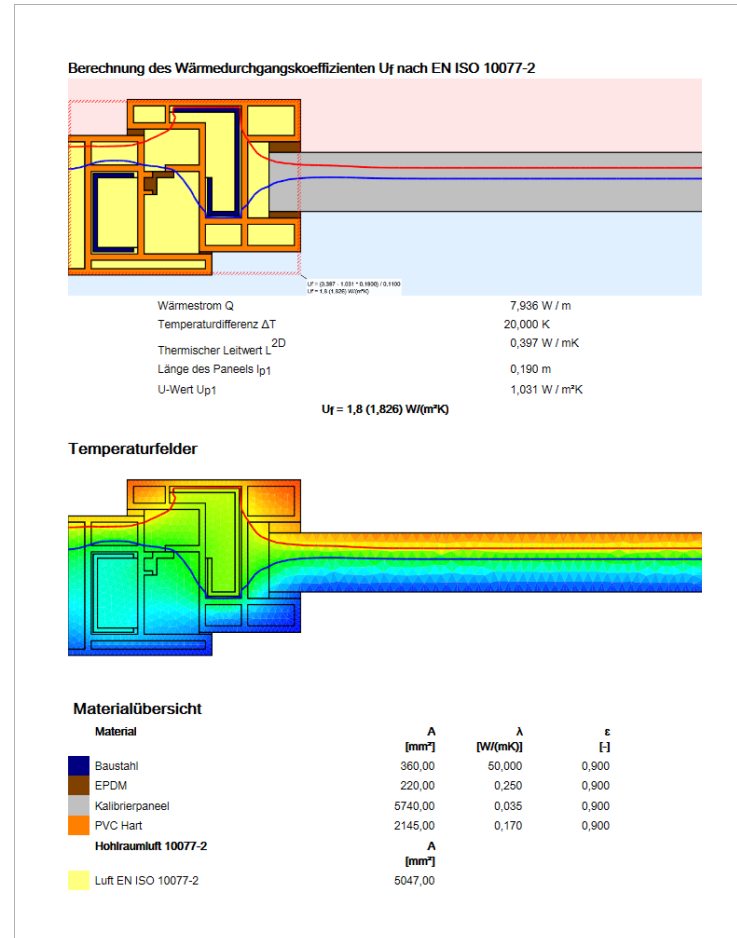 Berechnung des Wärmedurchgangskoeffizienten Uf nach EN ISO 10077-2
Uf = (0.397 - 1.031 * 0.1900) / 0.1100
Uf = 1,8 (1,826) W/(m²K)
Wärmestrom Q 7,936 W / m
Temperaturdifferenz ΔT 20,000 K
Thermischer Leitwert L2D 0,397 W / mK
Länge des Paneels lp1 0,190 m
U-Wert Up1 1,031 W / m²K
Uf = 1,8 (1,826) W/(m²K)
Temperaturfelder
Materialübersicht
Material A λ ε
[mm²] [W/(mK)] [-]
Baustahl 360,00 50,000 0,900
EPDM 220,00 0,250 0,900
Kalibrierpaneel 5740,00 0,035 0,900
PVC Hart 2145,00 0,170 0,900
Hohlraumluft 10077-2 A
[mm²]
Luft EN ISO 10077-2 5047,00